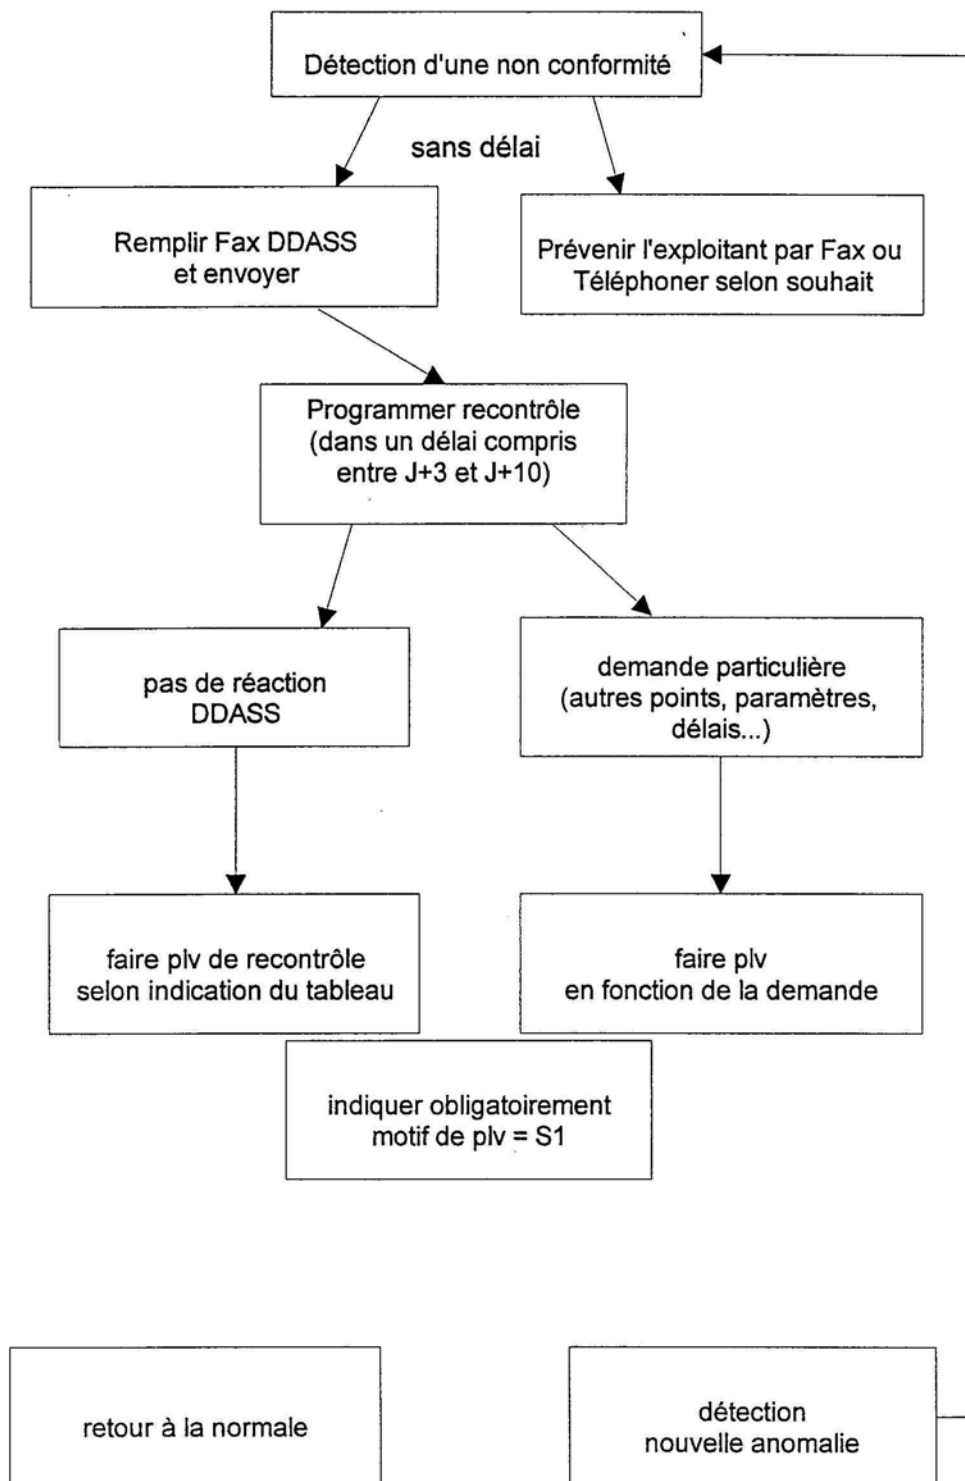 Détection d'une non conformité
sans délai
Remplir Fax DDASS
et envoyer
Prévenir l'exploitant par Fax ou
Téléphoner selon souhait
Programmer recontrôle
(dans un délai compris
entre J+3 et J+10)
pas de réaction
DDASS
demande particulière
(autres points, paramètres,
délais...)
faire plv de recontrôle
selon indication du tableau
faire plv
en fonction de la demande
indiquer obligatoirement
motif de plv = S1
retour à la normale
détection
nouvelle anomalie